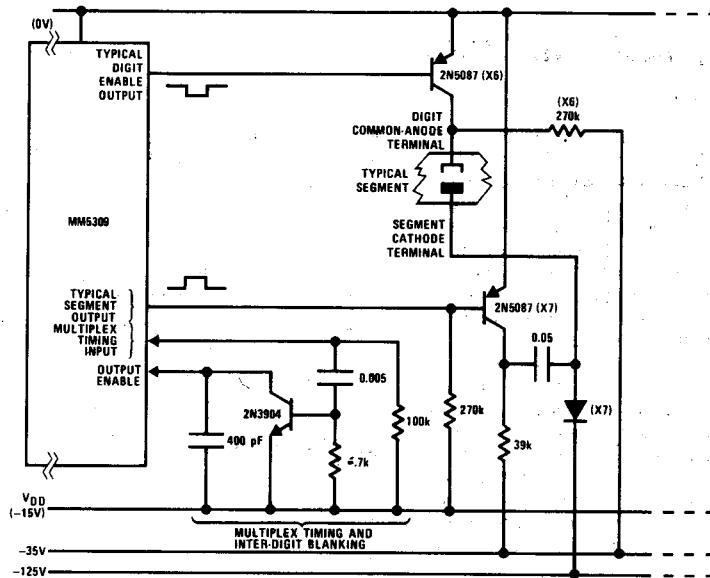 (0V)
TYPICAL
DIGIT
ENABLE
OUTPUT
2N5087 (X6)
(X6)
270k
DIGIT
COMMON-ANODE
TERMINAL
TYPICAL
SEGMENT
MM5309
SEGMENT
CATHODE
TERMINAL
TYPICAL
SEGMENT
OUTPUT
MULTIPLEX
TIMING
INPUT
OUTPUT
ENABLE
2N5087 (X7)
0.05
0.005
2N3904
400 pF
100k
270k
39k
(X7)
VDD
(-15V)
MULTIPLEX TIMING AND
INTER-DIGIT BLANKING
-35V
-125V